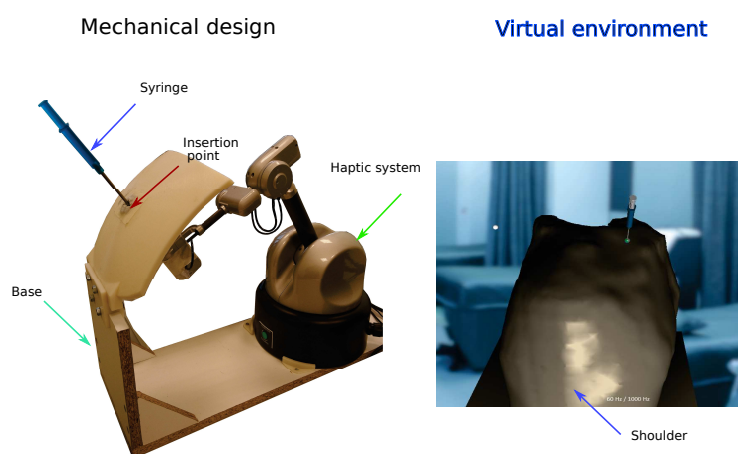 Mechanical design
Virtual environment
Syringe
Insertion
point
Haptic system
Base
60 Hz / 1000 Hz
Shoulder